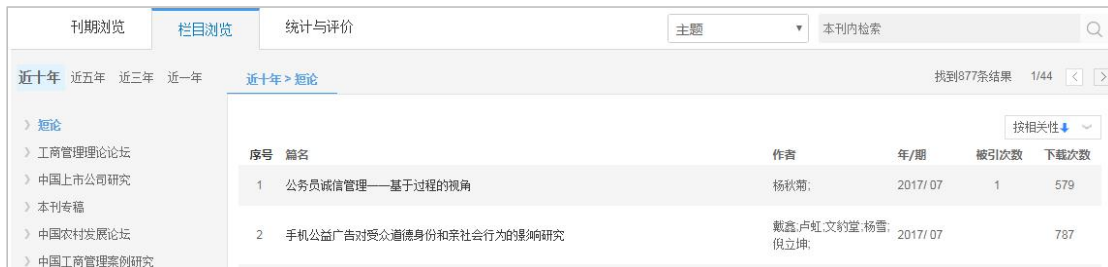 刊期浏览 栏目浏览 统计与评价 主题 本刊内检索
近十年 近五年 近三年 近一年 近十年 > 短论 找到877条结果 1/44
短论
按相关性
工商管理理论论坛
序号 篇名 作者 年/期 被引次数 下载次数
中国上市公司研究
1 公务员诚信管理——基于过程的视角 杨秋菊; 2017/07 1 579
本刊专稿
中国农村发展论坛
2 手机公益广告对受众道德身份和亲社会行为的影响研究 戴鑫;卢虹;文豹堂;杨雪; 2017/07 787
倪立坤;
中国工商管理案例研究